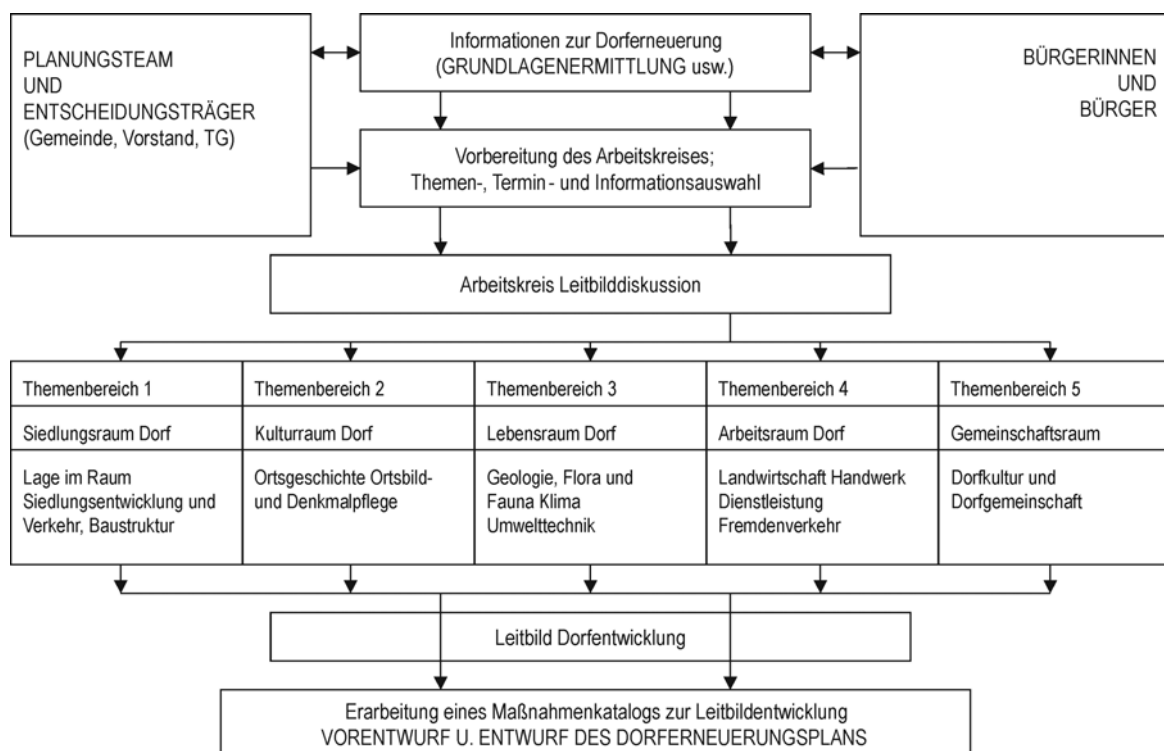 PLANUNGSTEAM
UND
ENTSCHEIDUNGSTRÄGER
(Gemeinde, Vorstand, TG)
Informationen zur Dorferneuerung
(GRUNDLAGENERMITTLUNG usw.)
BÜRGERINNEN
UND
BÜRGER
Vorbereitung des Arbeitskreises;
Themen-, Termin- und Informationsauswahl
Arbeitskreis Leitbilddiskussion
Themenbereich 1
Siedlungsraum Dorf
Lage im Raum
Siedlungsentwicklung und
Verkehr, Baustruktur
Themenbereich 2
Kulturraum Dorf
Ortsgeschichte Ortsbild-
und Denkmalpflege
Themenbereich 3
Lebensraum Dorf
Geologie, Flora und
Fauna Klima
Umwelttechnik
Themenbereich 4
Arbeitsraum Dorf
Landwirtschaft Handwerk
Dienstleistung
Fremdenverkehr
Themenbereich 5
Gemeinschaftsraum
Dorfkultur und
Dorfgemeinschaft
Leitbild Dorfentwicklung
Erarbeitung eines Maßnahmenkatalogs zur Leitbildentwicklung
VORENTWURF U. ENTWURF DES DORFERNEUERUNGSPLANS